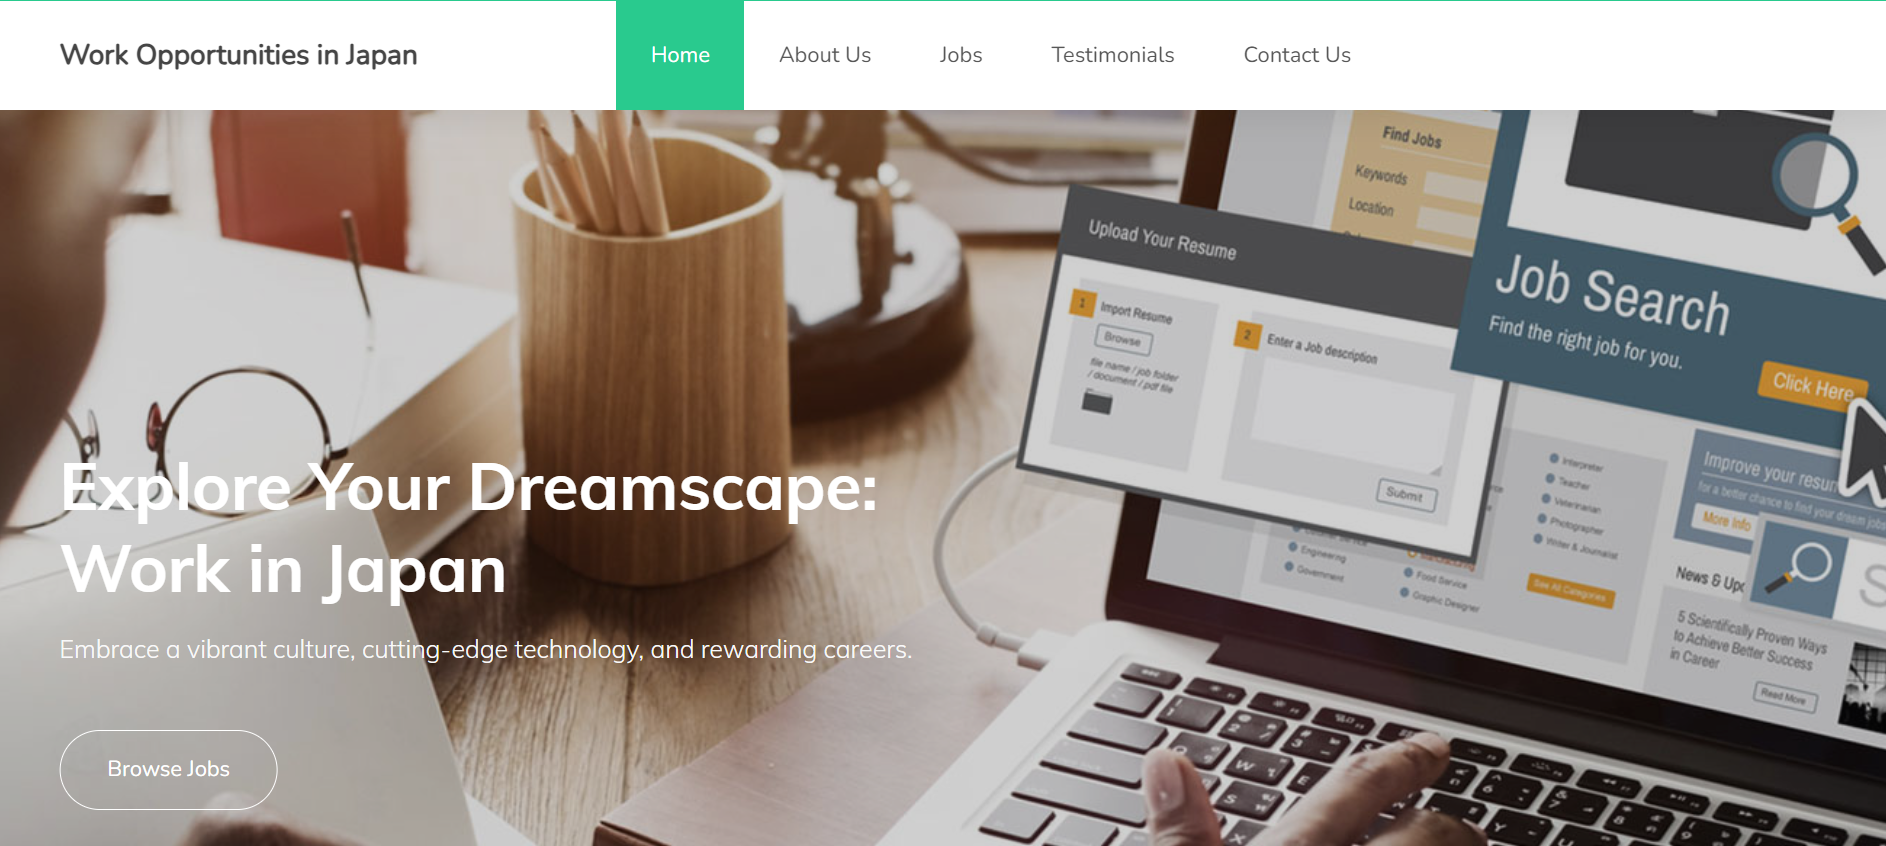 Work Opportunities in Japan
Home
About Us
Jobs
Testimonials
Contact Us
Find Jobs
Keywords
Location
Upload Your Resume
1
Import Resume
Browse
file name / job folder
/ document / pdf file
2
Enter a Job description
Submit
Job Search
Find the right job for you.
Click Here
Interpreter
Teacher
Veterinarian
Photographer
Writer & Journalist
Improve your resum
for a better chance to find your dream jobs
More Info
Engineering
Government
Food Service
Graphic Designer
See All Categories
News & Upd
5 Scientifically Proven Ways
to Achieve Better Success
in Career
Read More
Explore Your Dreamscape:
Work in Japan
Embrace a vibrant culture, cutting-edge technology, and rewarding careers.
Browse Jobs